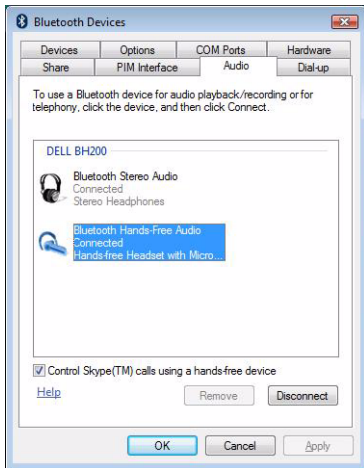 Bluetooth Devices
Devices Options COM Ports Hardware
Share PIM Interface Audio Dial-up
To use a Bluetooth device for audio playback/recording or for
telephony, click the device, and then click Connect.
DELL BH200
Bluetooth Stereo Audio
Connected
Stereo Headphones
Bluetooth Hands-Free Audio
Connected
Hands-free Headset with Micro...
Control Skype(TM) calls using a hands-free device
Help Remove Disconnect
OK Cancel Apply